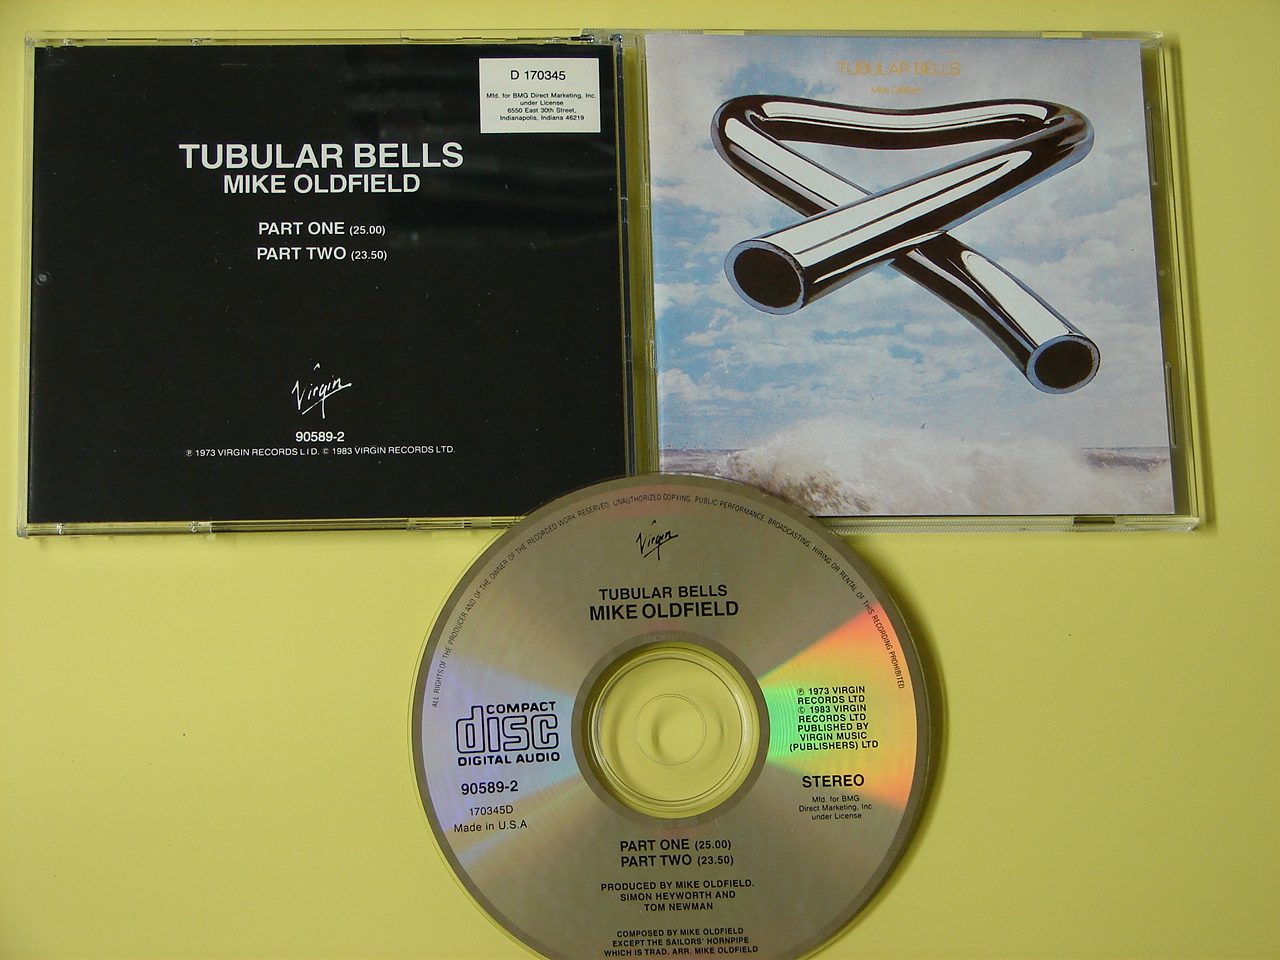 D 170345
Mfd. for BMG Direct Marketing, Inc.
under License
6550 East 30th Street,
Indianapolis, Indiana 46219
TUBULAR BELLS
MIKE OLDFIELD
PART ONE (25.00)
PART TWO (23.50)
Virgin
90589-2
℗ 1973 VIRGIN RECORDS LTD. © 1983 VIRGIN RECORDS LTD.
TUBULAR BELLS
Mike Oldfield
ALL RIGHTS OF THE PRODUCER AND OF THE OWNER OF THE RECORDED WORK RESERVED. UNAUTHORIZED COPYING, PUBLIC PERFORMANCE, BROADCASTING, HIRING OR RENTAL OF THIS RECORDING PROHIBITED
Virgin
TUBULAR BELLS
MIKE OLDFIELD
COMPACT
disc
DIGITAL AUDIO
90589-2
170345D
Made in U.S.A
℗ 1973 VIRGIN
RECORDS LTD
© 1983 VIRGIN
RECORDS LTD
PUBLISHED BY
VIRGIN MUSIC
(PUBLISHERS) LTD
STEREO
Mfd. for BMG
Direct Marketing, Inc.
under License
PART ONE (25.00)
PART TWO (23.50)
PRODUCED BY MIKE OLDFIELD.
SIMON HEYWORTH AND
TOM NEWMAN
COMPOSED BY MIKE OLDFIELD
EXCEPT THE SAILORS' HORNPIPE
WHICH IS TRAD. ARR. MIKE OLDFIELD